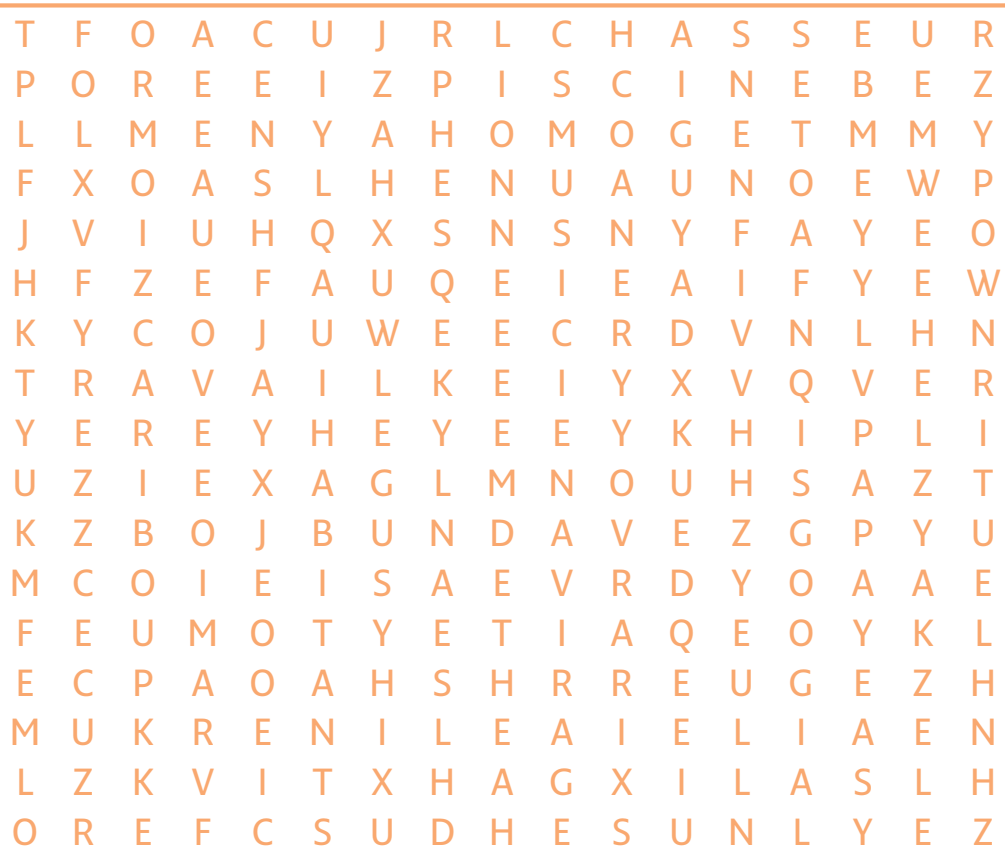 T F O A C U J R L C H A S S E U R
P O R E E I Z P I S C I N E B E Z
L L M E N Y A H O M O G E T M M Y
F X O A S L H E N U A U N O E W P
J V I U H Q X S N S N Y F A Y E O
H F Z E F A U Q E I E A I F Y E W
K Y C O J U W E E C R D V N L H N
T R A V A I L K E I Y X V Q V E R
Y E R E Y H E Y E E Y K H I P L I
U Z I E X A G L M N O U H S A Z T
K Z B O J B U N D A V E Z G P Y U
M C O I E I S A E V R D Y O A A E
F E U M O T Y E T I A Q E O Y K L
E C P A O A H S H R R E U G E Z H
M U K R E N I L E A I E L I A E N
L Z K V I T X H A G X I L A S L H
O R E F C S U D H E S U N L Y E Z